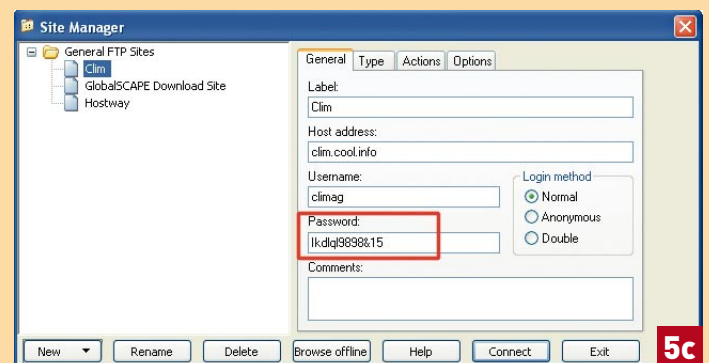 Site Manager
General FTP Sites
Clim
GlobalSCAPE Download Site
Hostway
General Type Actions Options
Label:
Clim
Host address:
clim.cool.info
Username:
climag
Login method
Normal
Anonymous
Double
Password:
lkdlql9898&15
Comments:
New Rename Delete Browse offline Help Connect Exit
5c